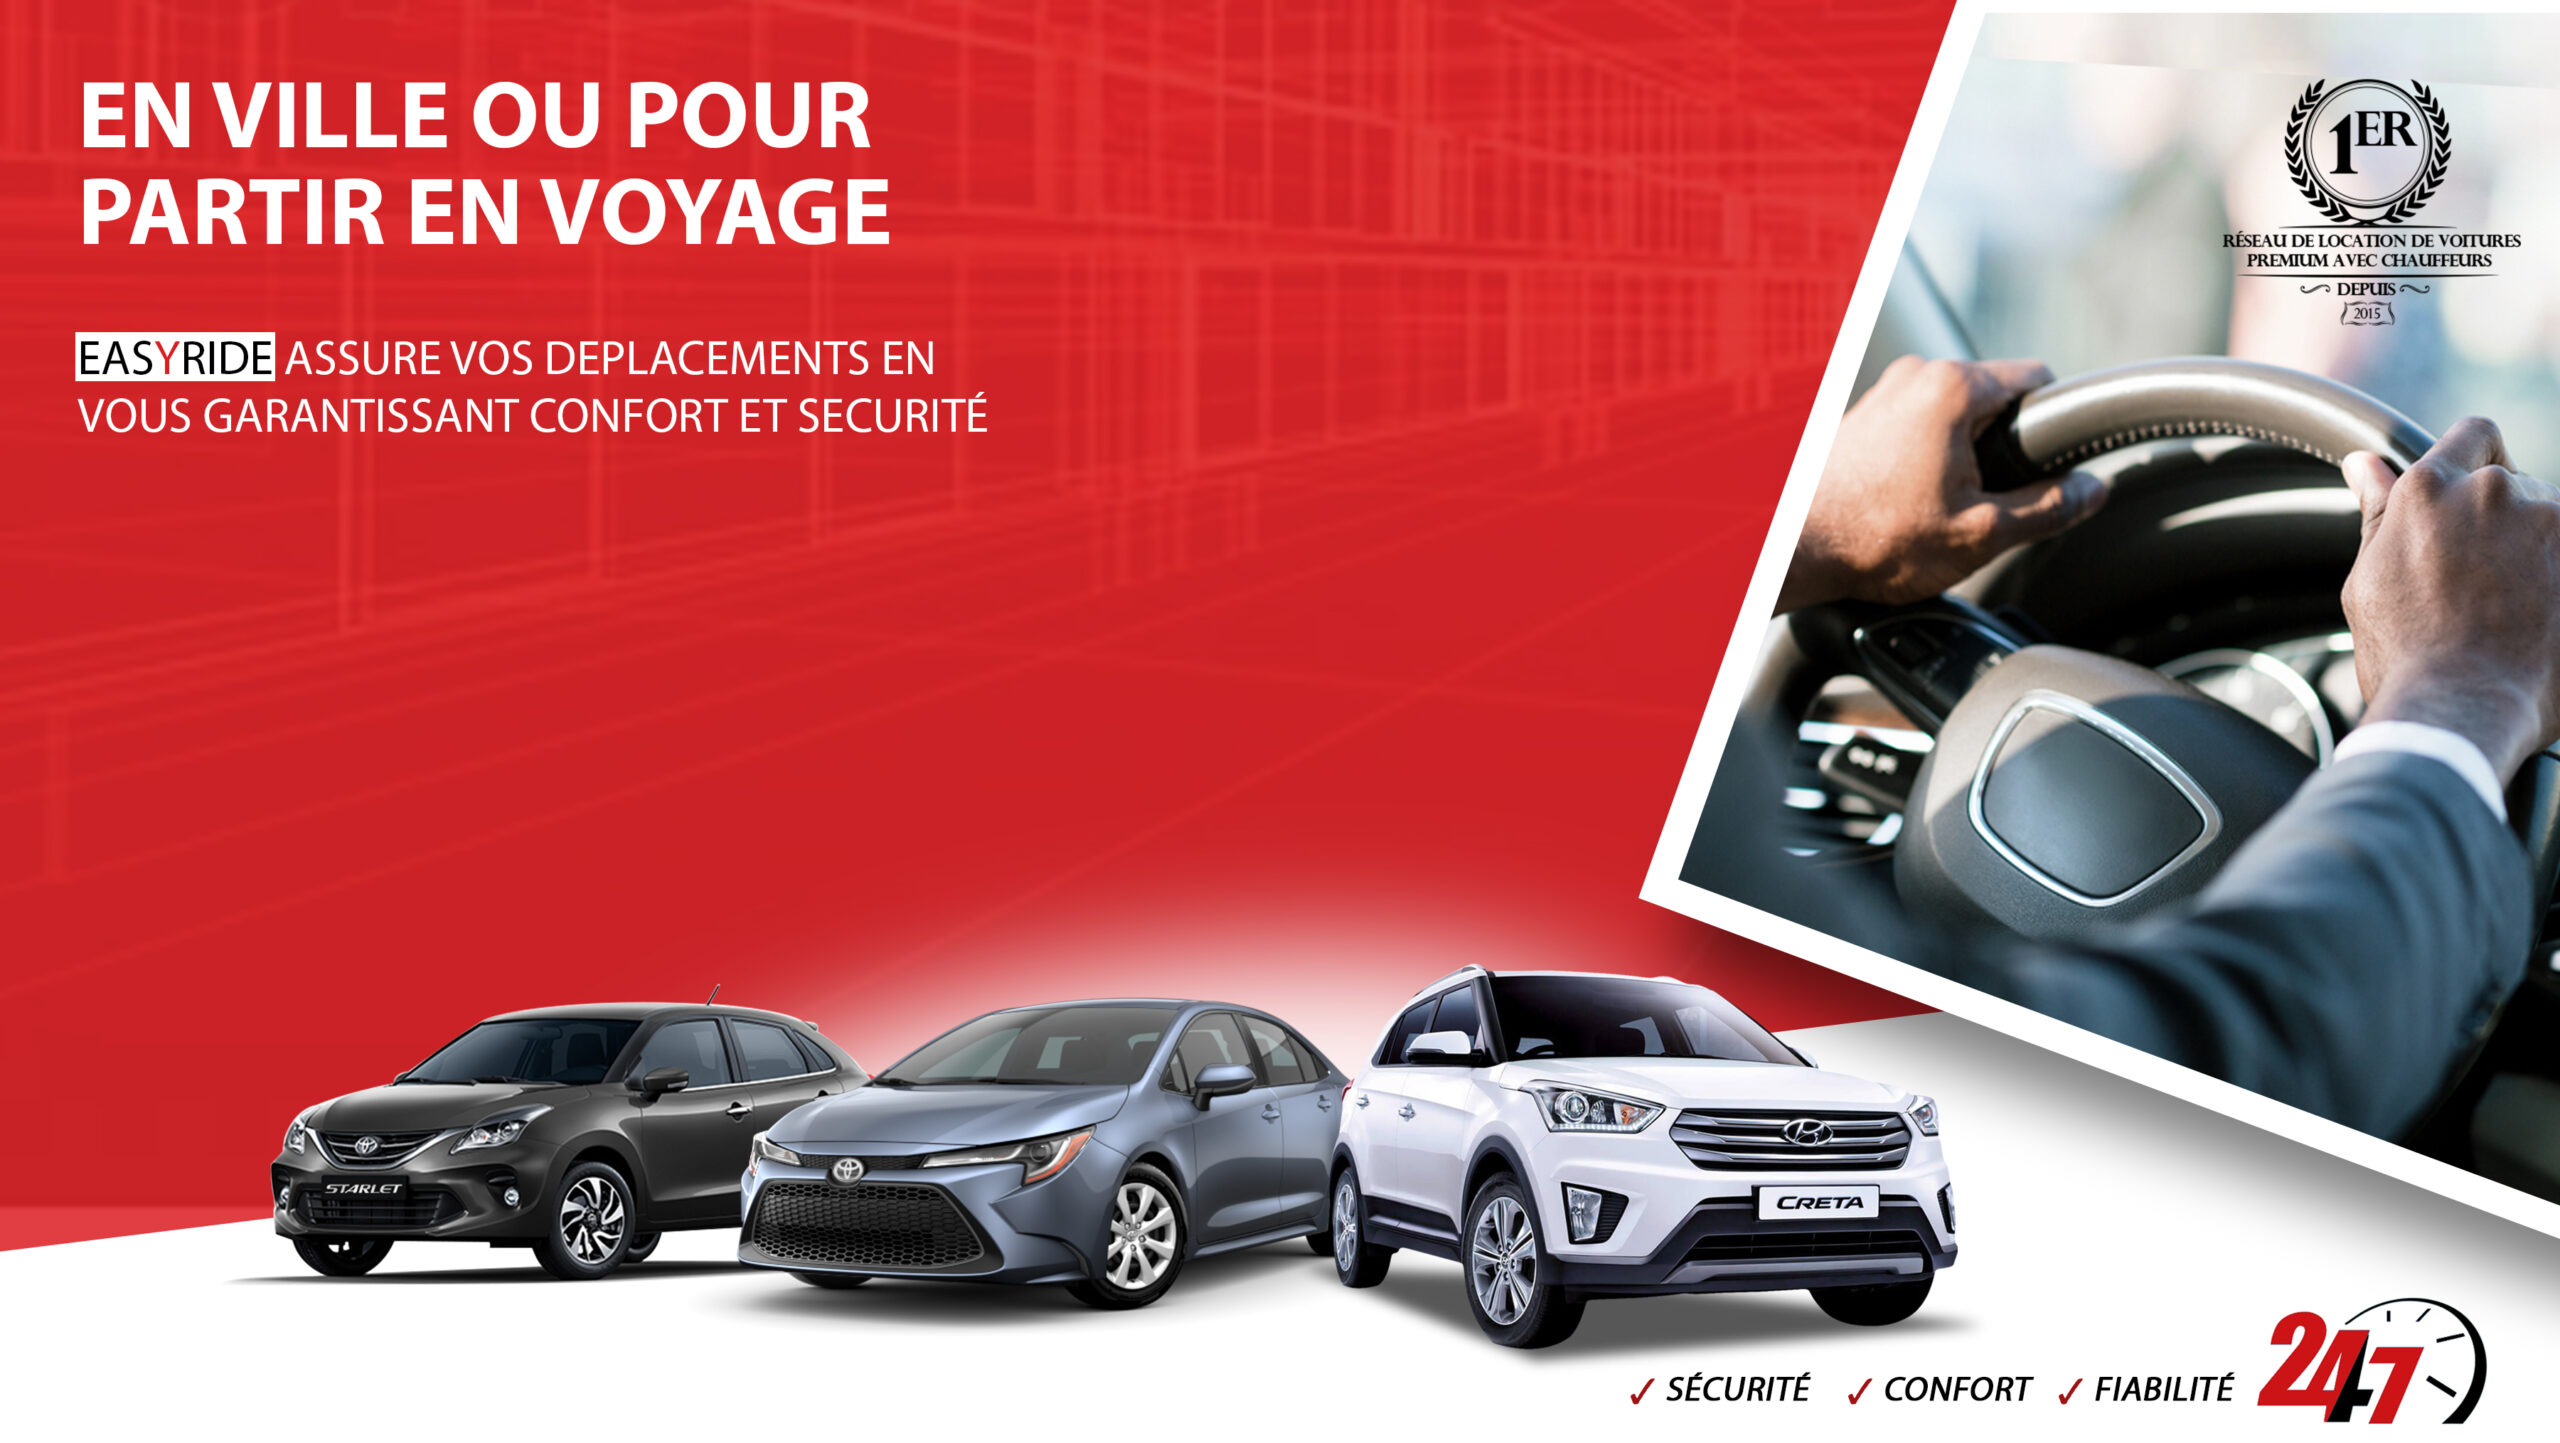 EN VILLE OU POUR
PARTIR EN VOYAGE
EASYRIDE ASSURE VOS DEPLACEMENTS EN
VOUS GARANTISSANT CONFORT ET SECURITÉ
1ER
RÉSEAU DE LOCATION DE VOITURES
PREMIUM AVEC CHAUFFEURS
DEPUIS
2015
STARLET
CRETA
✓ SÉCURITÉ ✓ CONFORT ✓ FIABILITÉ
24/7